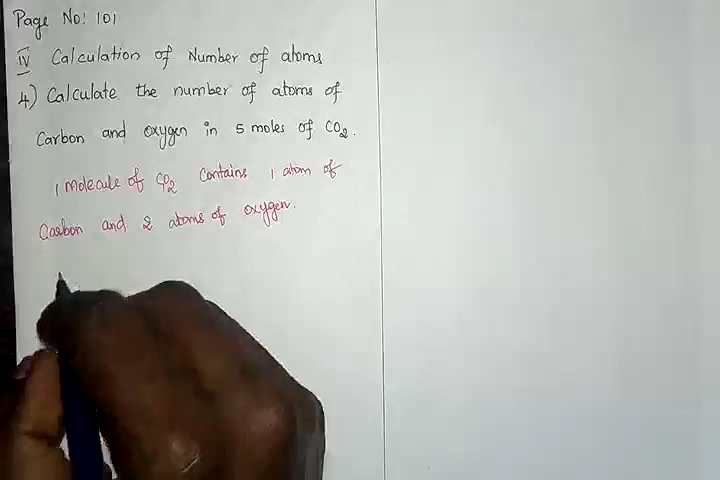 Page No: 101
IV Calculation of Number of atoms
4) Calculate the number of atoms of
Carbon and oxygen in 5 moles of CO2.
1 molecule of CO2 Contains 1 atom of
Carbon and 2 atoms of oxygen.